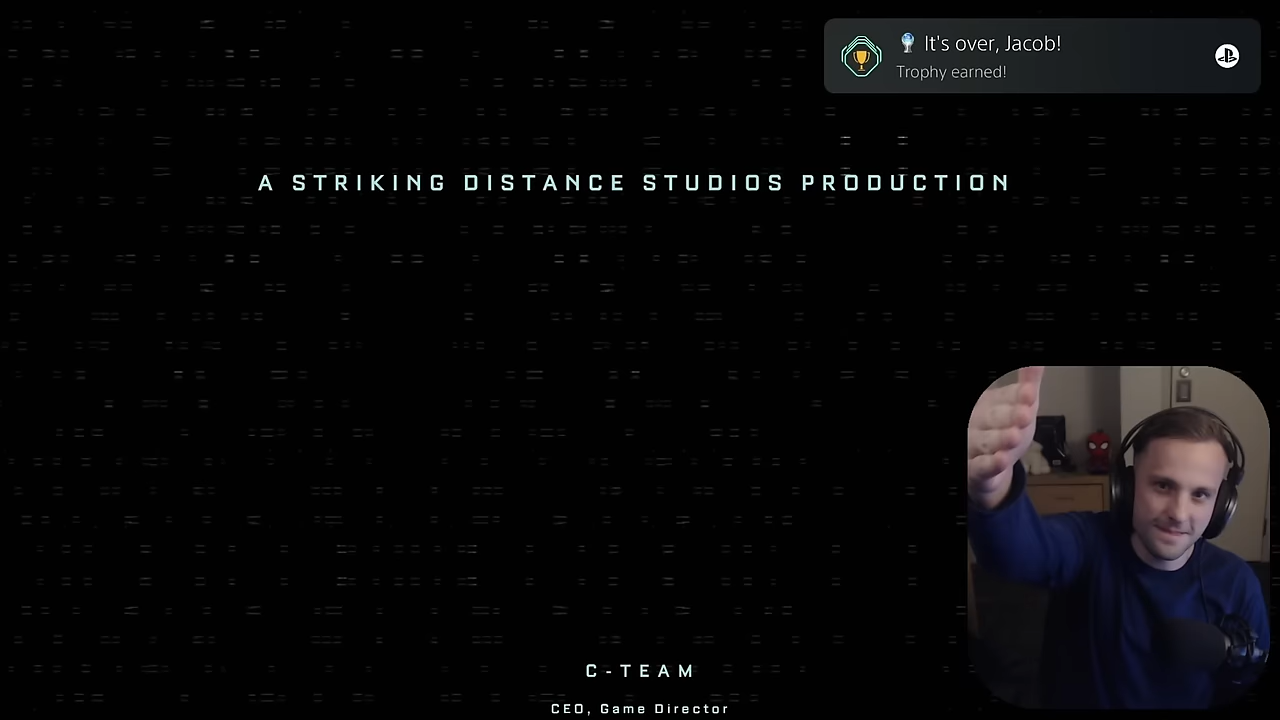 It's over, Jacob!
Trophy earned!
A STRIKING DISTANCE STUDIOS PRODUCTION
C-TEAM
CEO, Game Director